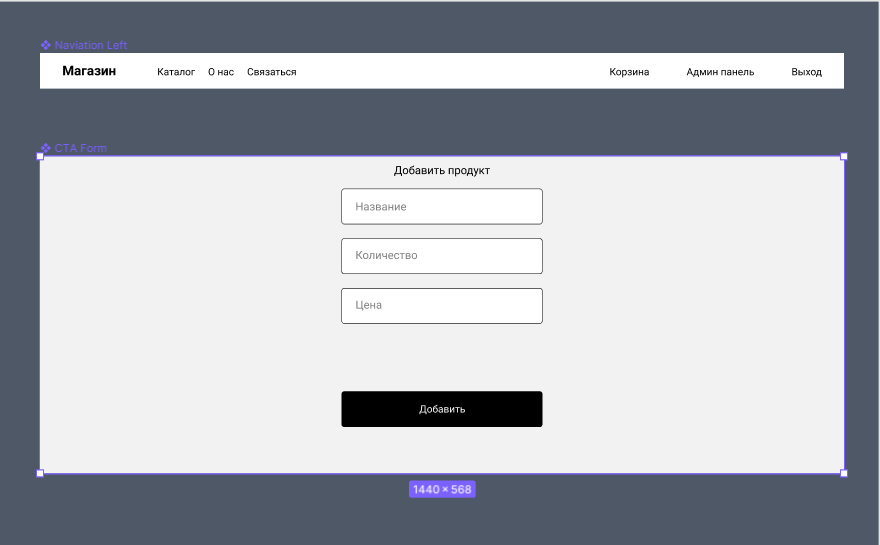 Naviation Left
Магазин Каталог О нас Связаться Корзина Админ панель Выход
CTA Form
Добавить продукт
Название
Количество
Цена
Добавить
1440 × 568